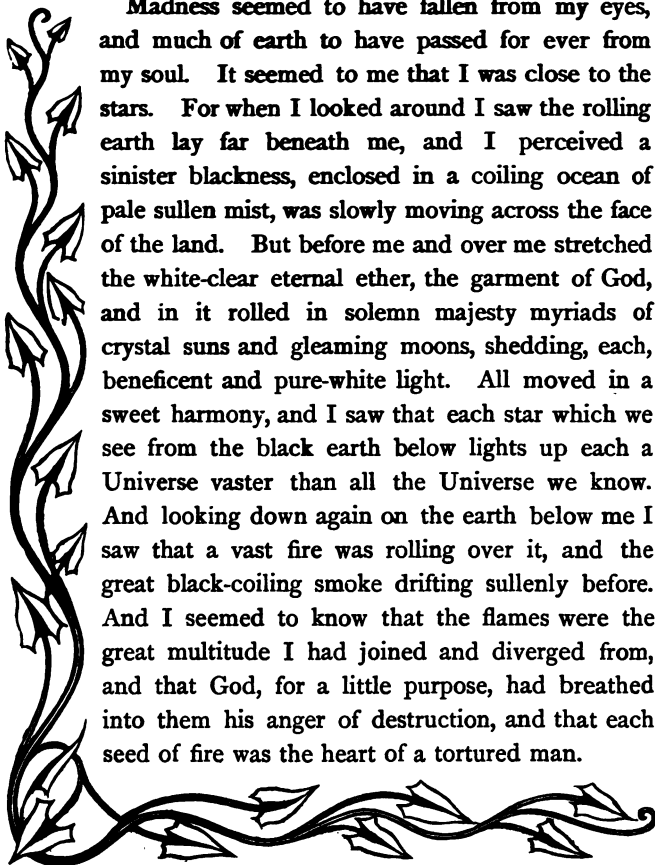 Madness seemed to have fallen from my eyes,
and much of earth to have passed for ever from
my soul. It seemed to me that I was close to the
stars. For when I looked around I saw the rolling
earth lay far beneath me, and I perceived a
sinister blackness, enclosed in a coiling ocean of
pale sullen mist, was slowly moving across the face
of the land. But before me and over me stretched
the white-clear eternal ether, the garment of God,
and in it rolled in solemn majesty myriads of
crystal suns and gleaming moons, shedding, each,
beneficent and pure-white light. All moved in a
sweet harmony, and I saw that each star which we
see from the black earth below lights up each a
Universe vaster than all the Universe we know.
And looking down again on the earth below me I
saw that a vast fire was rolling over it, and the
great black-coiling smoke drifting sullenly before.
And I seemed to know that the flames were the
great multitude I had joined and diverged from,
and that God, for a little purpose, had breathed
into them his anger of destruction, and that each
seed of fire was the heart of a tortured man.